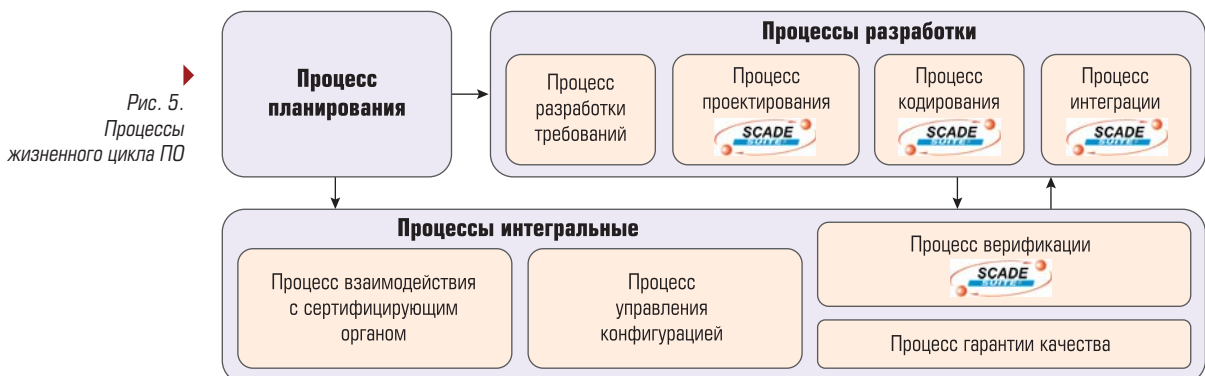 Рис. 5.
Процессы
жизненного цикла ПО
Процесс
планирования
Процессы разработки
Процесс
разработки
требований
Процесс
проектирования
SCADE
SUITE
Процесс
кодирования
SCADE
SUITE
Процесс
интеграции
SCADE
SUITE
Процессы интегральные
Процесс взаимодействия
с сертифицирующим
органом
Процесс
управления
конфигурацией
Процесс верификации
SCADE
SUITE
Процесс гарантии качества